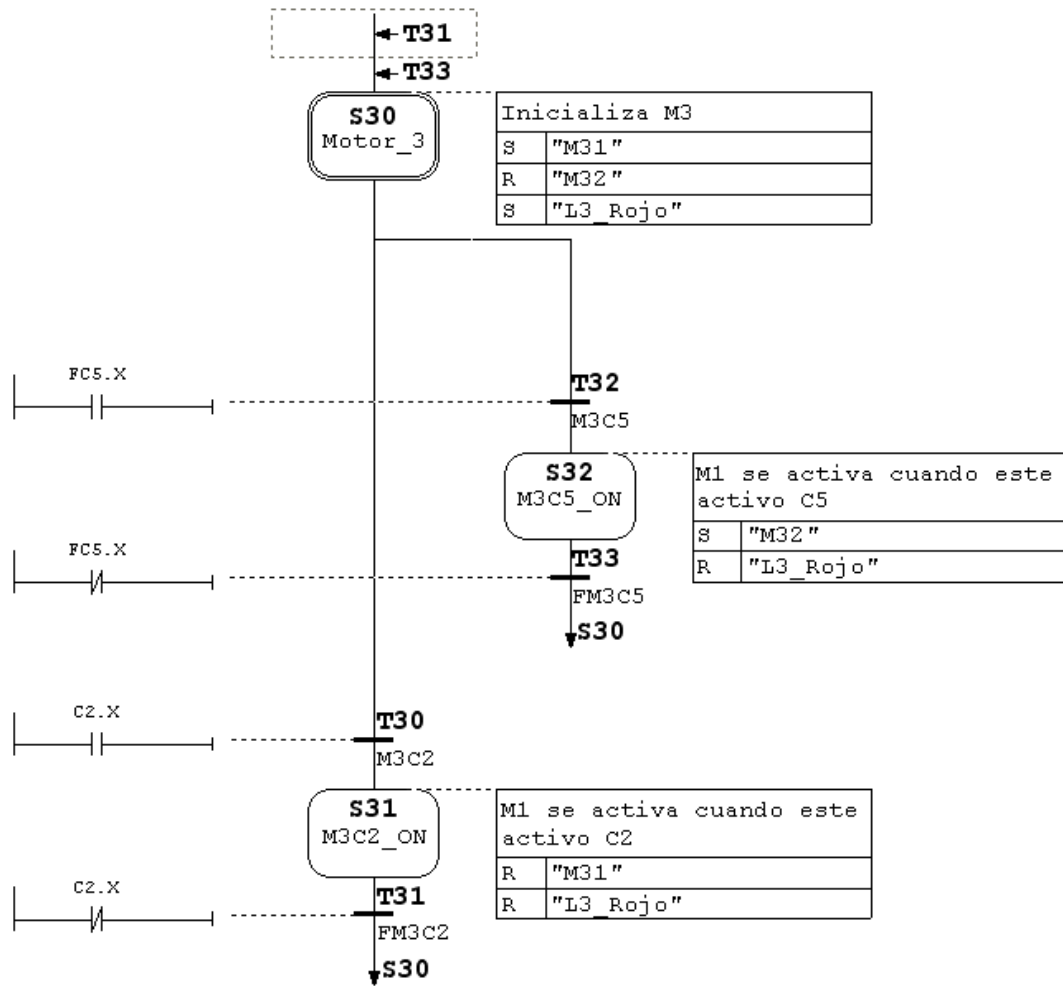 T31
T33
S30
Motor_3
Inicializa M3
S "M31"
R "M32"
S "L3_Rojo"
FC5.X
T32
M3C5
S32
M3C5_ON
M1 se activa cuando este
activo C5
S "M32"
R "L3_Rojo"
FC5.X
T33
FM3C5
S30
C2.X
T30
M3C2
S31
M3C2_ON
M1 se activa cuando este
activo C2
R "M31"
R "L3_Rojo"
C2.X
T31
FM3C2
S30